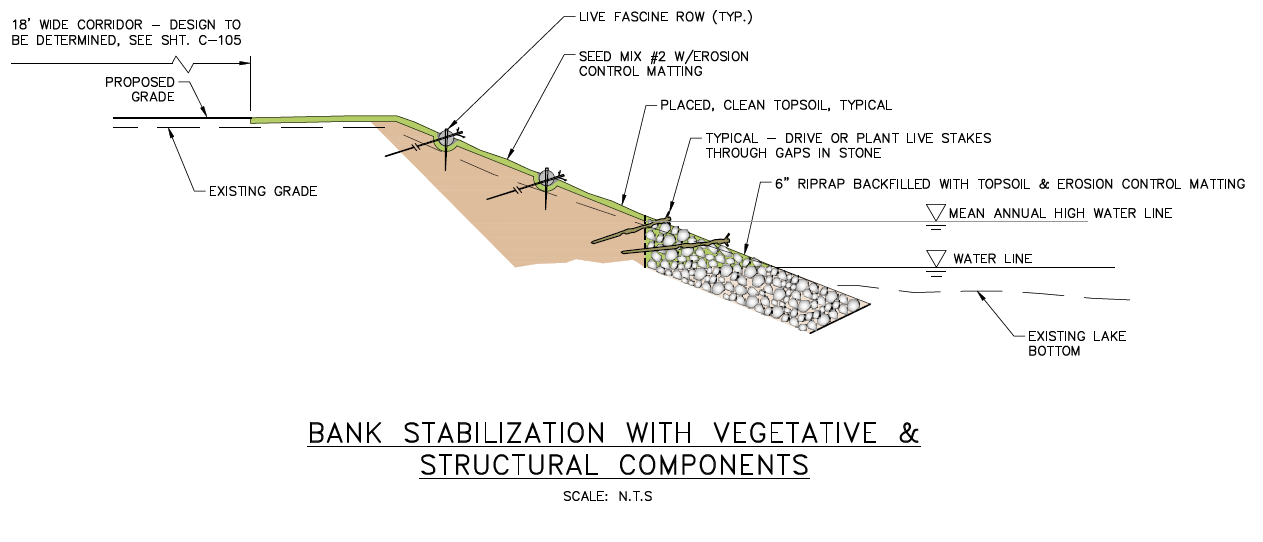 18' WIDE CORRIDOR – DESIGN TO
BE DETERMINED, SEE SHT. C–105
PROPOSED
GRADE
EXISTING GRADE
LIVE FASCINE ROW (TYP.)
SEED MIX #2 W/EROSION
CONTROL MATTING
PLACED, CLEAN TOPSOIL, TYPICAL
TYPICAL – DRIVE OR PLANT LIVE STAKES
THROUGH GAPS IN STONE
6" RIPRAP BACKFILLED WITH TOPSOIL & EROSION CONTROL MATTING
MEAN ANNUAL HIGH WATER LINE
WATER LINE
EXISTING LAKE
BOTTOM
BANK STABILIZATION WITH VEGETATIVE &
STRUCTURAL COMPONENTS
SCALE: N.T.S